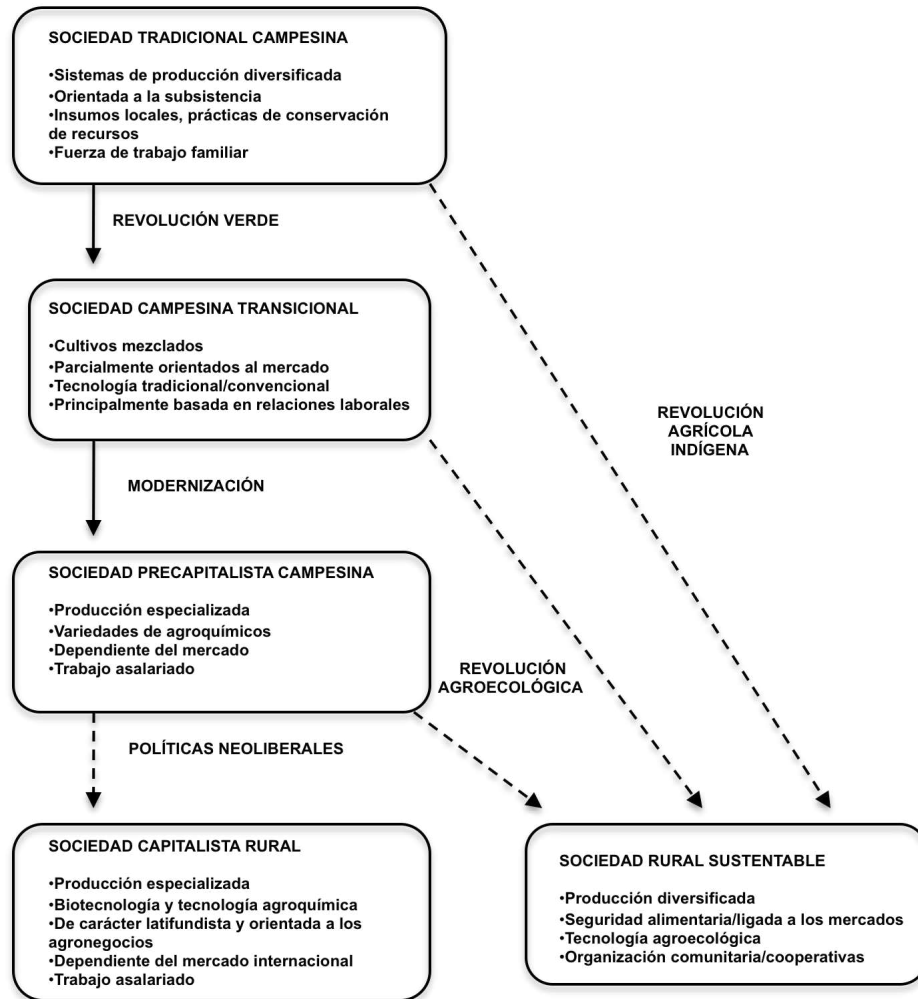 SOCIEDAD TRADICIONAL CAMPESINA
•Sistemas de producción diversificada
•Orientada a la subsistencia
•Insumos locales, prácticas de conservación
de recursos
•Fuerza de trabajo familiar
REVOLUCIÓN VERDE
SOCIEDAD CAMPESINA TRANSICIONAL
•Cultivos mezclados
•Parcialmente orientados al mercado
•Tecnología tradicional/convencional
•Principalmente basada en relaciones laborales
REVOLUCIÓN
AGRÍCOLA
INDÍGENA
MODERNIZACIÓN
SOCIEDAD PRECAPITALISTA CAMPESINA
•Producción especializada
•Variedades de agroquímicos
•Dependiente del mercado
•Trabajo asalariado
REVOLUCIÓN
AGROECOLÓGICA
POLÍTICAS NEOLIBERALES
SOCIEDAD CAPITALISTA RURAL
•Producción especializada
•Biotecnología y tecnología agroquímica
•De carácter latifundista y orientada a los
agronegocios
•Dependiente del mercado internacional
•Trabajo asalariado
SOCIEDAD RURAL SUSTENTABLE
•Producción diversificada
•Seguridad alimentaria/ligada a los mercados
•Tecnología agroecológica
•Organización comunitaria/cooperativas